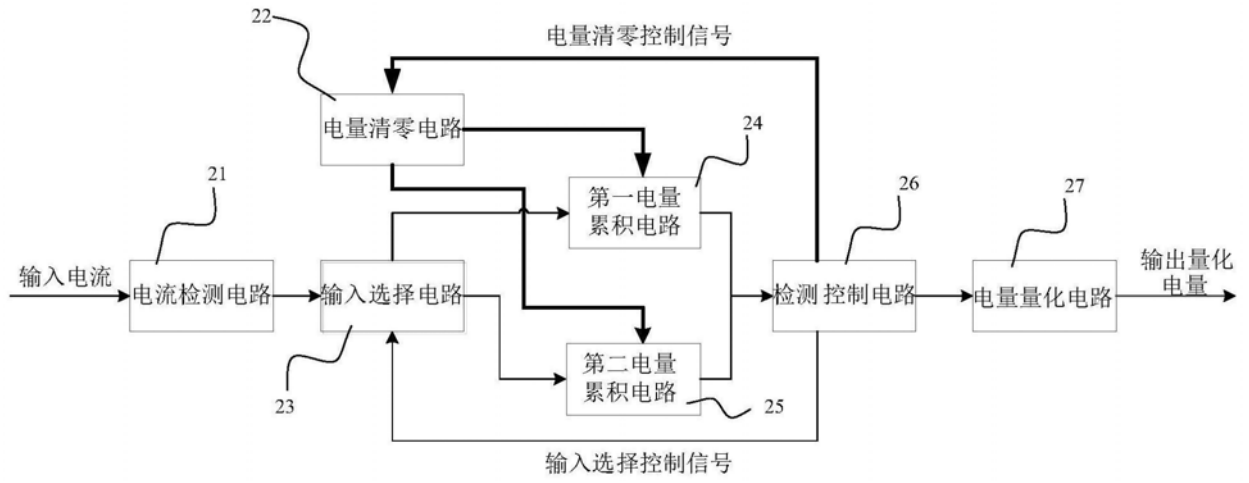 22
电量清零控制信号
电量清零电路
24
21
第一电量
累积电路
26
27
输入电流
电流检测电路
输入选择电路
检测控制电路
电量量化电路
输出量化
电量
第二电量
累积电路
23
25
输入选择控制信号